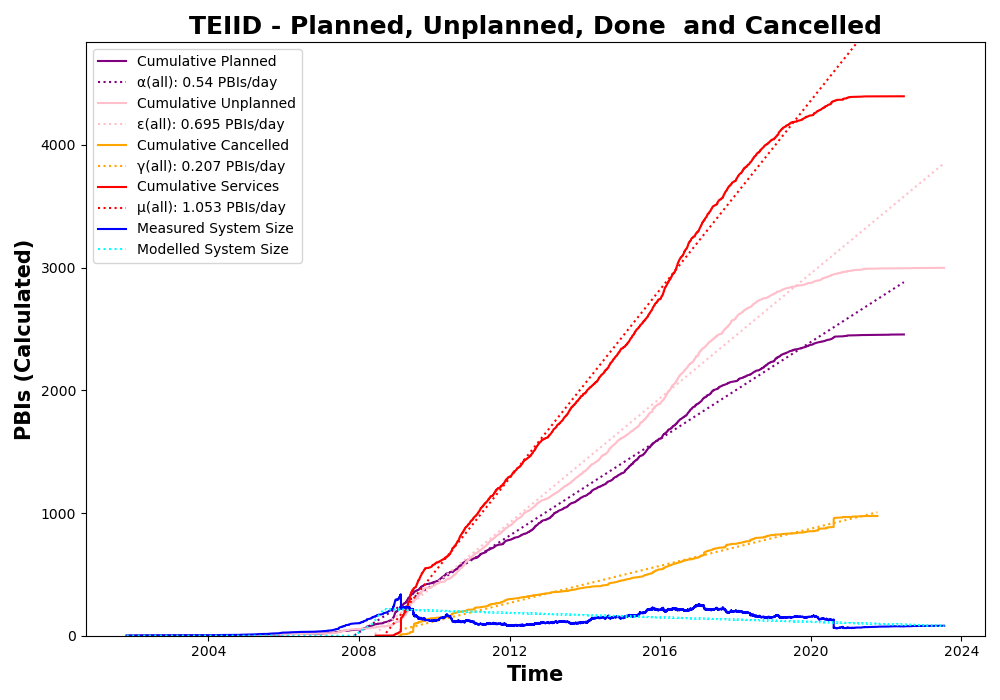 TEIID - Planned, Unplanned, Done  and Cancelled
Cumulative Planned
α(all): 0.54 PBIs/day
Cumulative Unplanned
ε(all): 0.695 PBIs/day
Cumulative Cancelled
γ(all): 0.207 PBIs/day
Cumulative Services
μ(all): 1.053 PBIs/day
Measured System Size
Modelled System Size
PBIs (Calculated)
4000
3000
2000
1000
0
2004
2008
2012
2016
2020
2024
Time